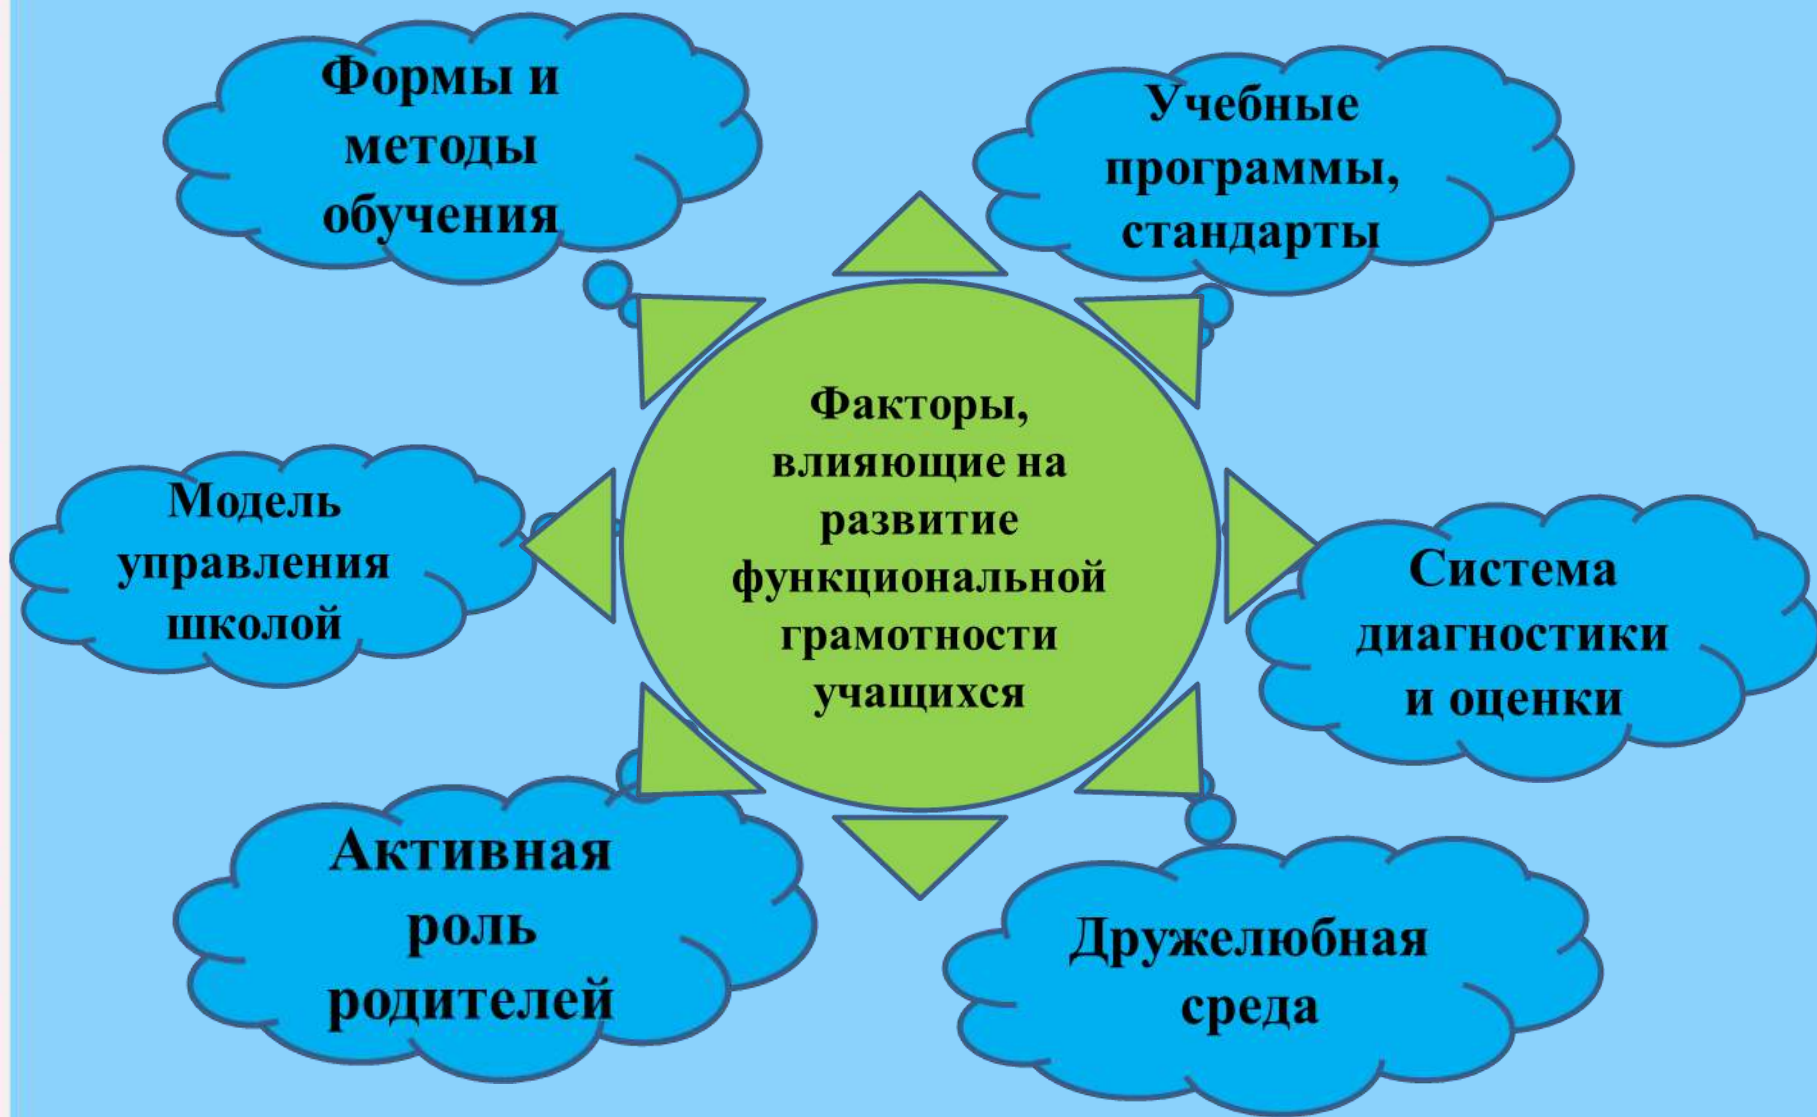 Формы и
методы
обучения
Учебные
программы,
стандарты
Факторы,
влияющие на
развитие
функциональной
грамотности
учащихся
Модель
управления
школой
Система
диагностики
и оценки
Активная
роль
родителей
Дружелюбная
среда